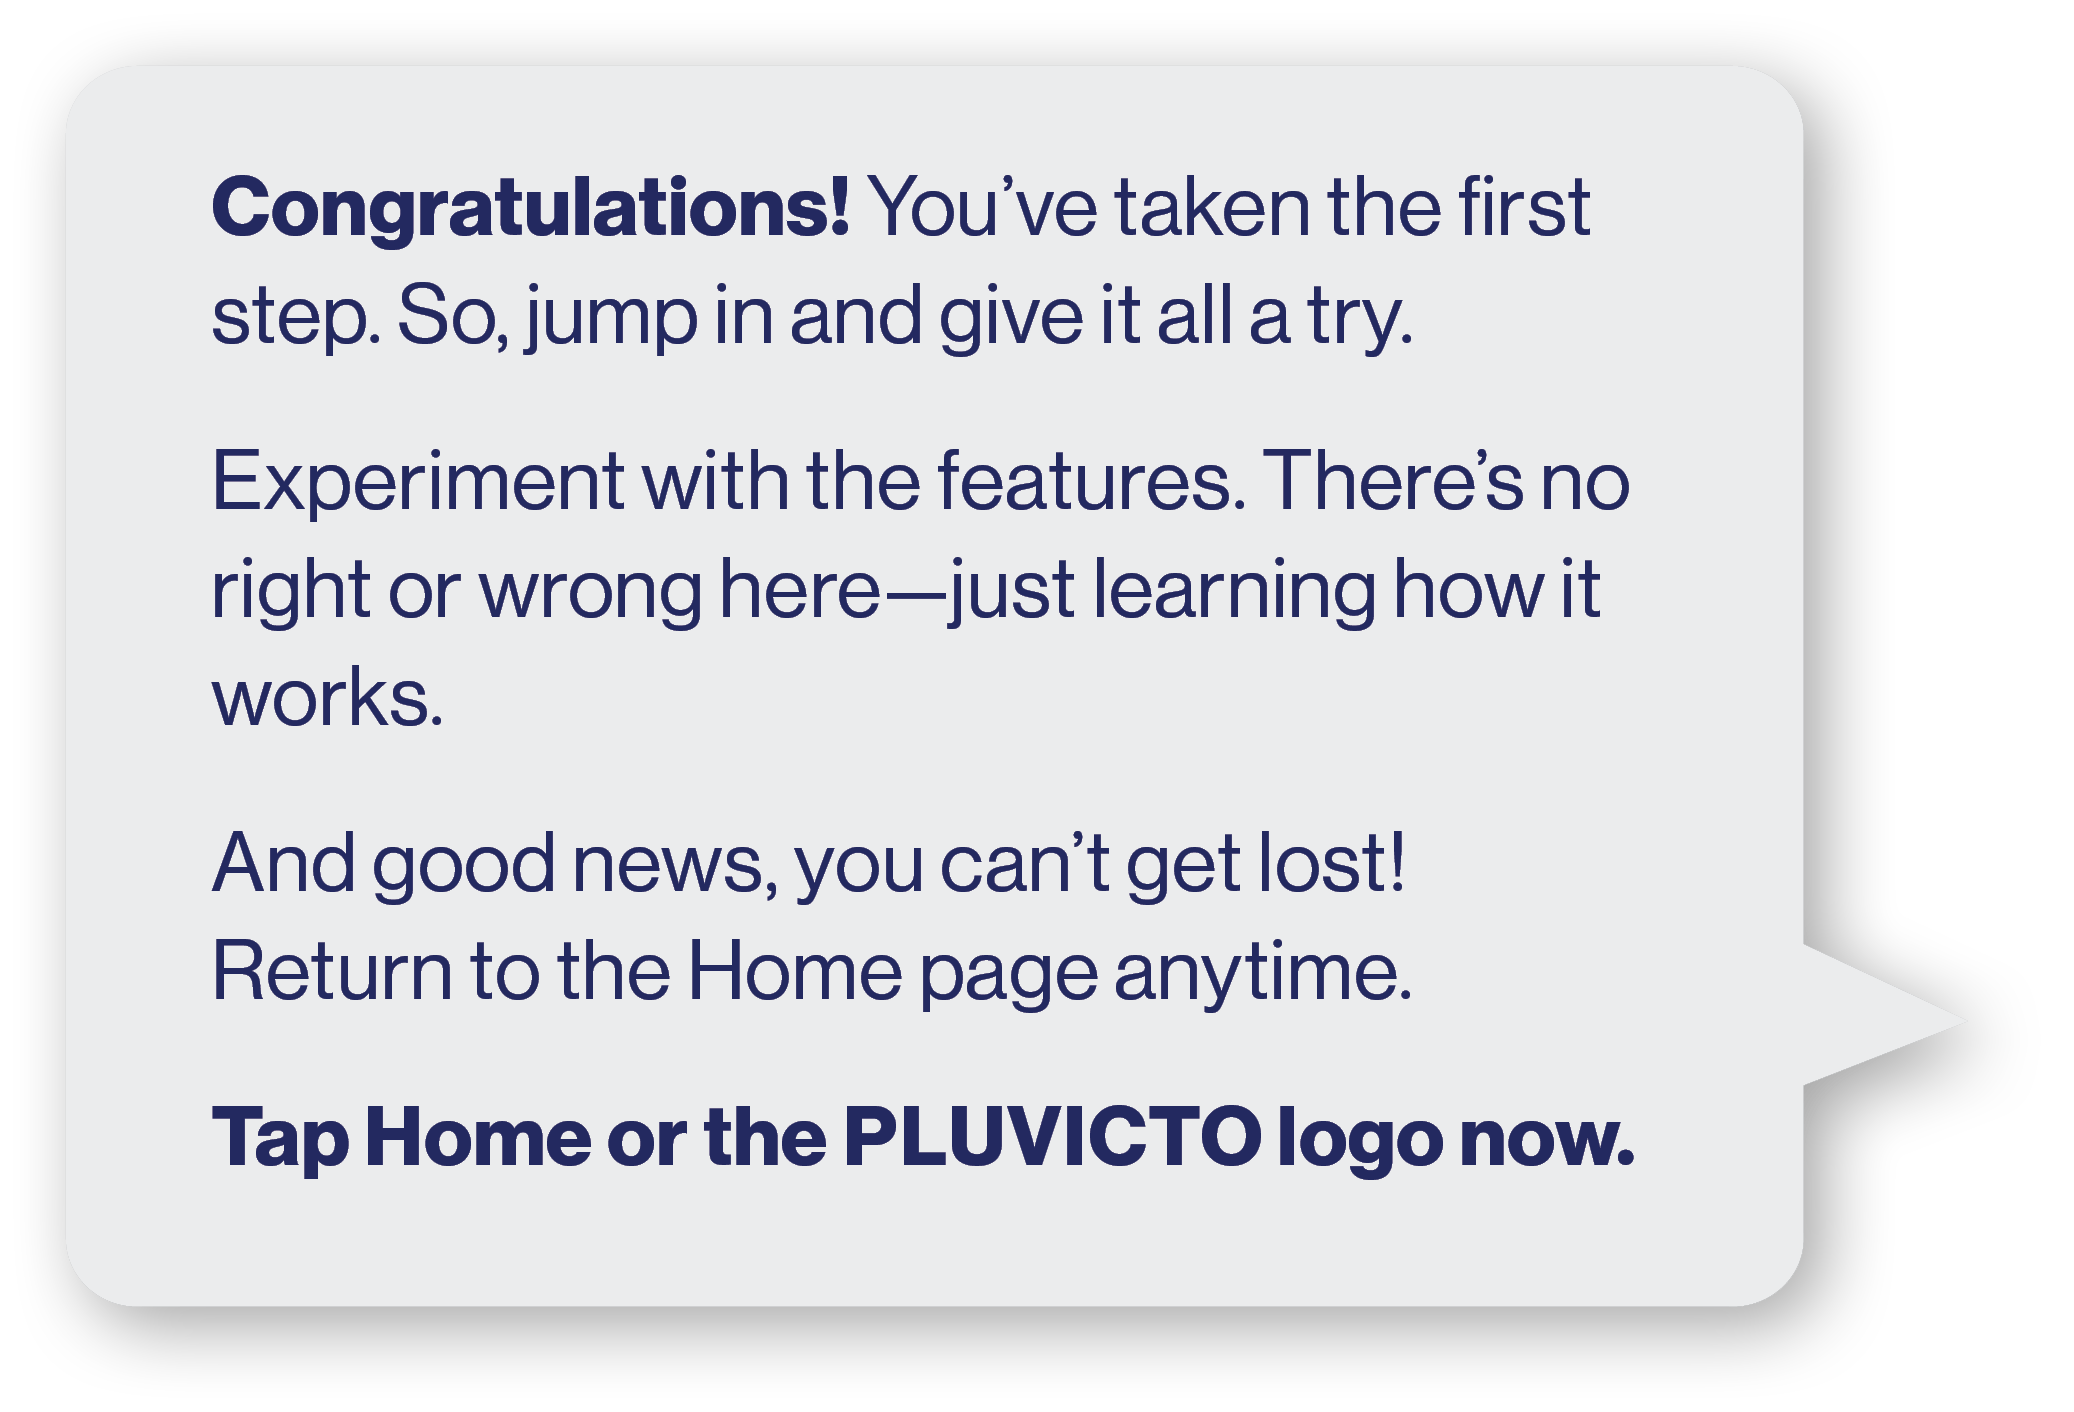 Congratulations! You’ve taken the first
step. So, jump in and give it all a try.
Experiment with the features. There’s no
right or wrong here—just learning how it
works.
And good news, you can’t get lost!
Return to the Home page anytime.
Tap Home or the PLUVICTO logo now.